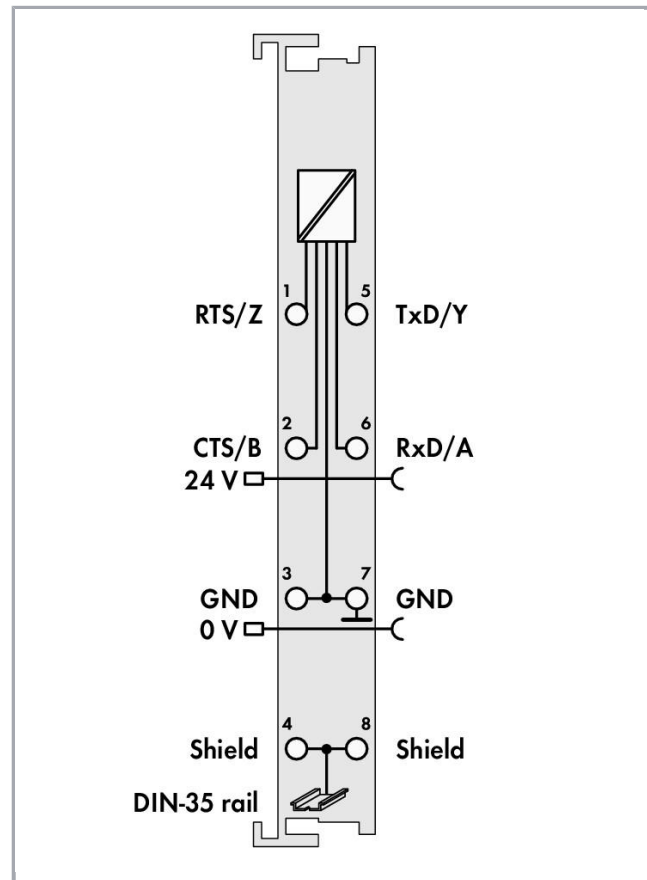 1 5
RTS/Z TxD/Y
2 6
CTS/B RxD/A
24 V
3 7
GND GND
0 V
4 8
Shield Shield
DIN-35 rail